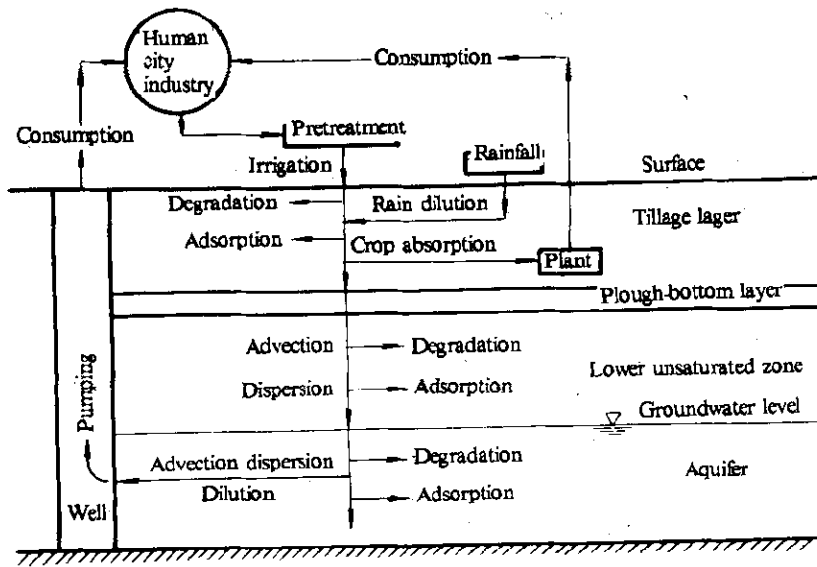 Human
city
industry
Consumption
Consumption
Pretreatment
Rainfall
Irrigation
Surface
Degradation
Rain dilution
Tillage lager
Adsorption
Crop absorption
Plant
Plough-bottom layer
Advection
Degradation
Dispersion
Adsorption
Lower unsaturated zone
Groundwater level
Pumping
Advection dispersion
Degradation
Dilution
Adsorption
Aquifer
Well